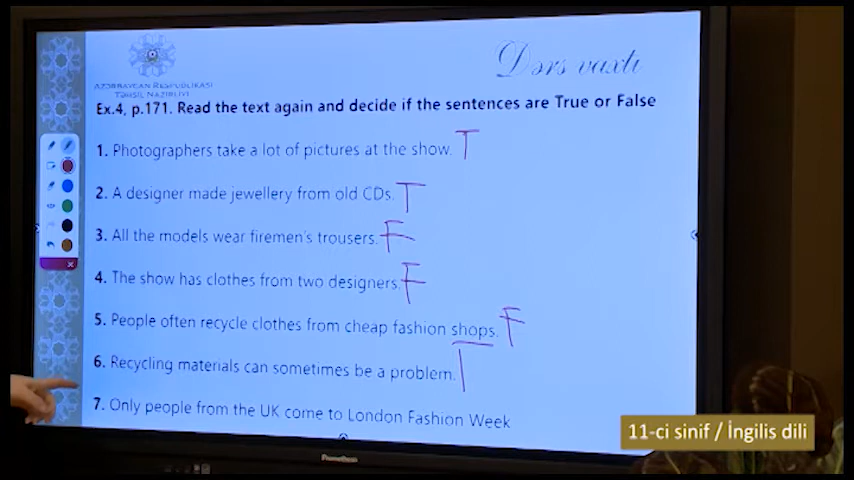 Dərs vaxtı
AZƏRBAYCAN RESPUBLİKASI
TƏHSİL NAZİRLİYİ
Ex.4, p.171. Read the text again and decide if the sentences are True or False
1. Photographers take a lot of pictures at the show. T
2. A designer made jewellery from old CDs. T
3. All the models wear firemen's trousers. F
4. The show has clothes from two designers. F
5. People often recycle clothes from cheap fashion shops. F
6. Recycling materials can sometimes be a problem. T
7. Only people from the UK come to London Fashion Week
11-ci sinif / İngilis dili
Promethean